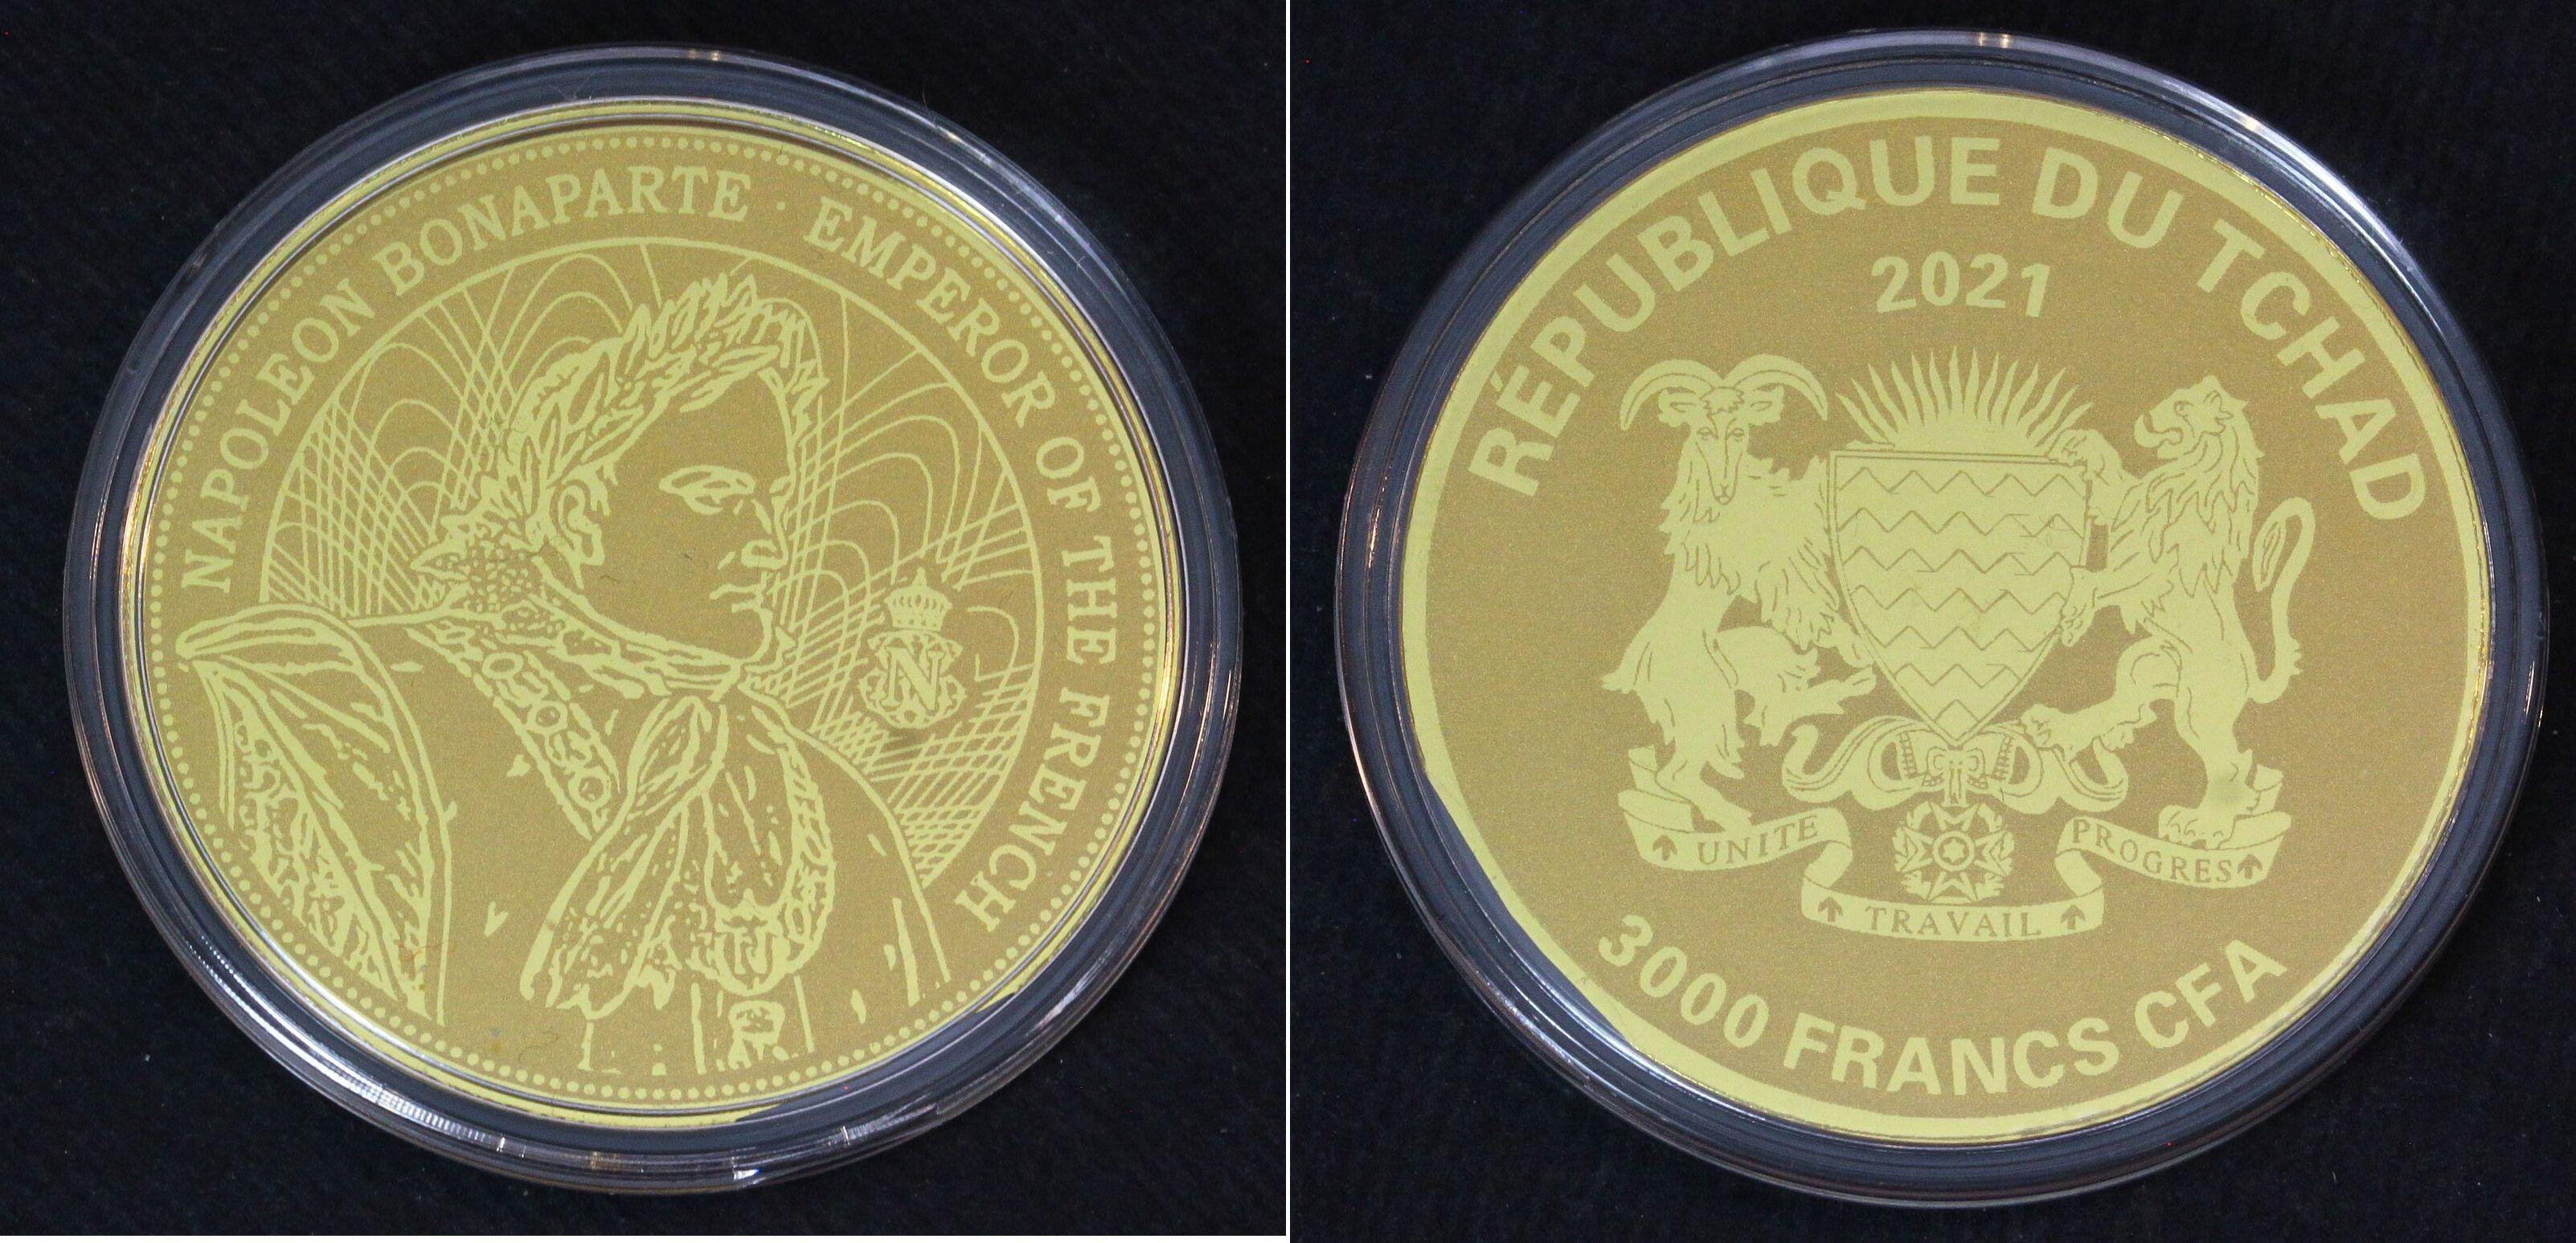 NAPOLEON BONAPARTE · EMPEROR OF THE FRENCH
N
RÉPUBLIQUE DU TCHAD
2021
UNITE
TRAVAIL
PROGRES
3000 FRANCS CFA